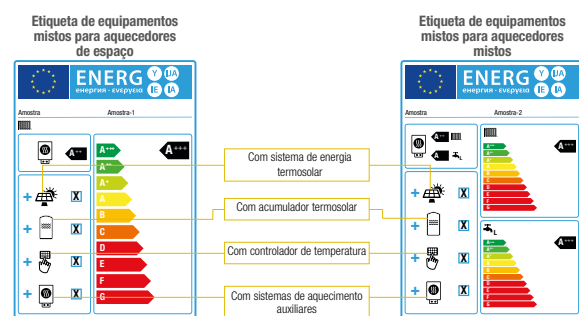 Etiqueta de equipamentos
mistos para aquecedores
de espaço
ENERG Y IJA
енергия · ενεργεια IE IA
Amostra Amostra-1
A++
A+++
A++
A+
A
B
C
D
E
F
G
A+++
+ X
+ X
+ X
+ X
Com sistema de energia
termosolar
Com acumulador termosolar
Com controlador de temperatura
Com sistemas de aquecimento
auxiliares
Etiqueta de equipamentos
mistos para aquecedores
mistos
ENERG Y IJA
енергия · ενεργεια IE IA
Amostra Amostra-2
A++
A
L
+ X
+ X
+ X
+ X
A+++
A++
A+
A
B
C
D
E
F
G
A+++
L
A+++
A++
A+
A
B
C
D
E
F
G
A+++